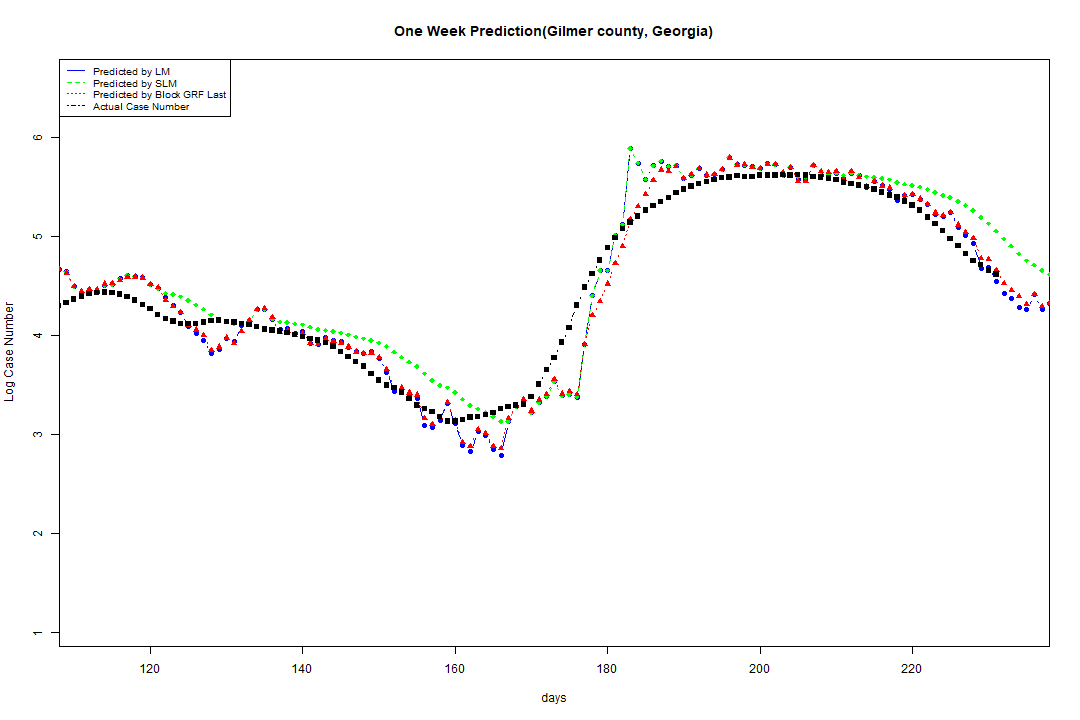 One Week Prediction(Gilmer county, Georgia)
Predicted by LM
Predicted by SLM
Predicted by Block GRF Last
Actual Case Number
Log Case Number
6
5
4
3
2
1
120 140 160 180 200 220
days